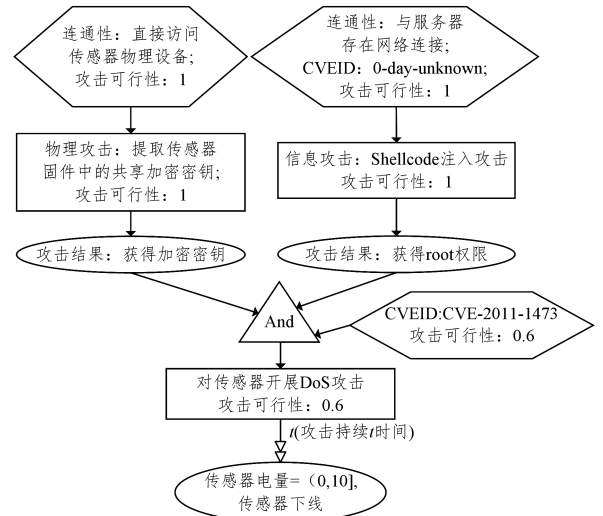 连通性：直接访问
传感器物理设备;
攻击可行性：1
连通性：与服务器
存在网络连接;
CVEID：0-day-unknown;
攻击可行性：1
物理攻击：提取传感器
固件中的共享加密密钥;
攻击可行性：1
信息攻击：Shellcode注入攻击
攻击可行性：1
攻击结果：获得加密密钥
攻击结果：获得root权限
And
CVEID:CVE-2011-1473
攻击可行性：0.6
对传感器开展DoS攻击
攻击可行性：0.6
t(攻击持续t时间)
传感器电量=（0,10],
传感器下线